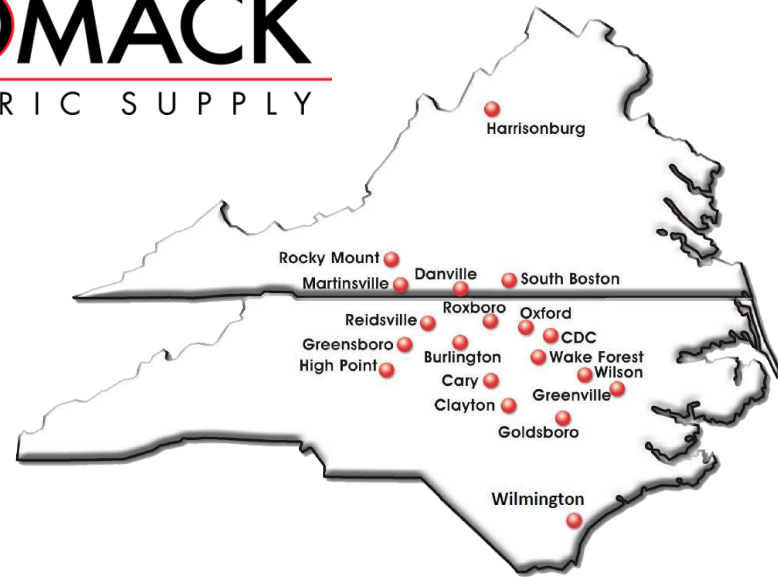 OMACK
RIC SUPPLY
Harrisonburg
Rocky Mount
Martinsville
Danville
South Boston
Roxboro
Oxford
Reidsville
CDC
Greensboro
Burlington
Wake Forest
High Point
Wilson
Cary
Greenville
Clayton
Goldsboro
Wilmington